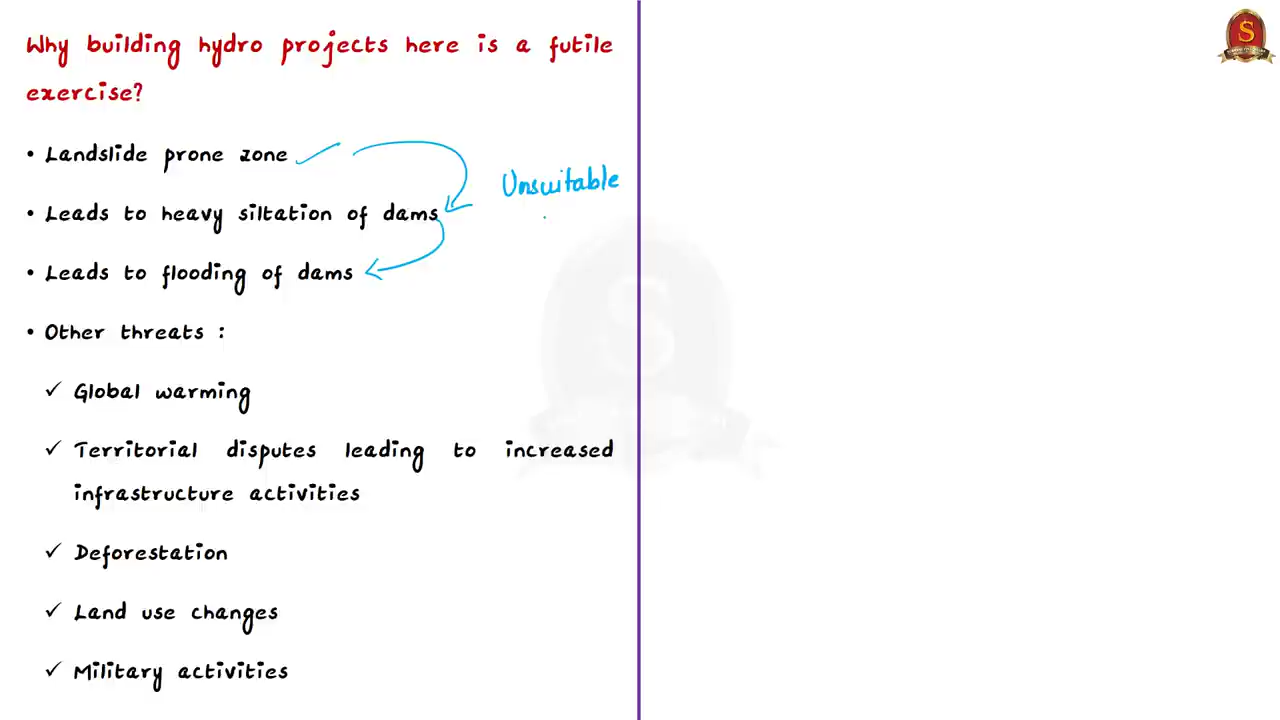 Why building hydro projects here is a futile
exercise?
• Landslide prone zone
Unsuitable
• Leads to heavy siltation of dams
• Leads to flooding of dams
• Other threats :
✓ Global warming
✓ Territorial disputes leading to increased
infrastructure activities
✓ Deforestation
✓ Land use changes
✓ Military activities
S